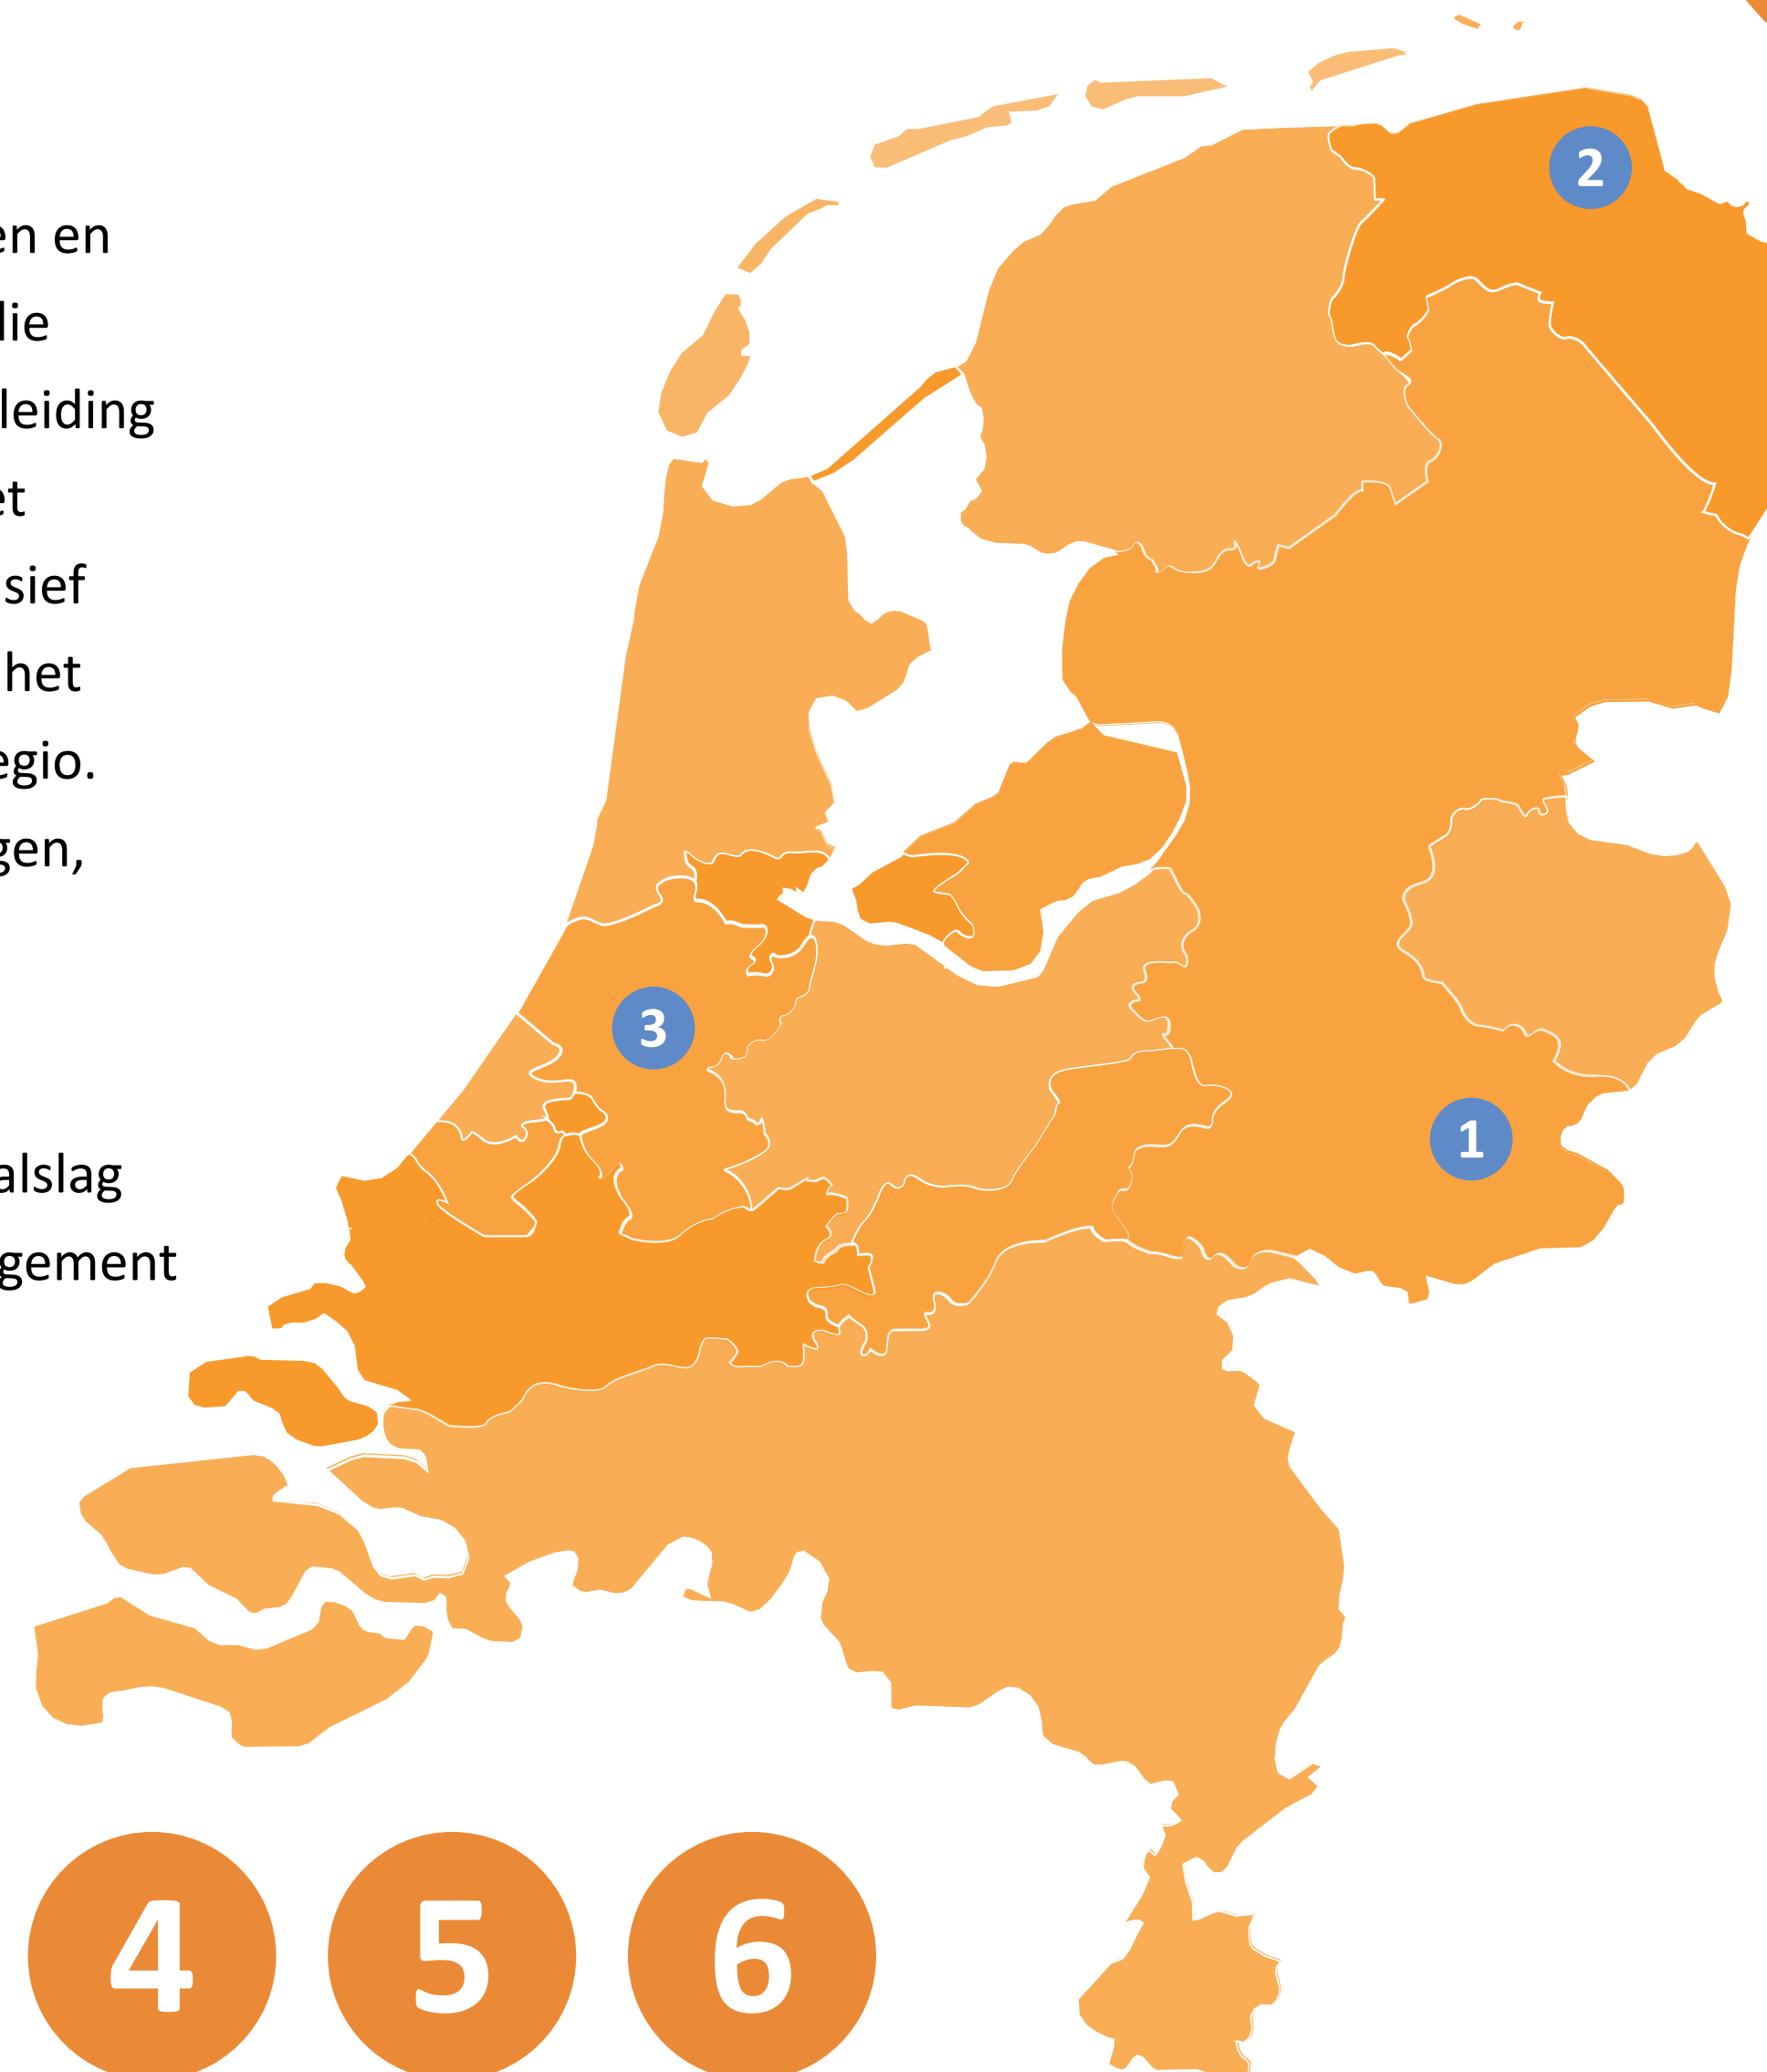 en en
lie
leiding
et
sief
het
egio.
gen,
alslag
gement
2
3
1
4 5 6